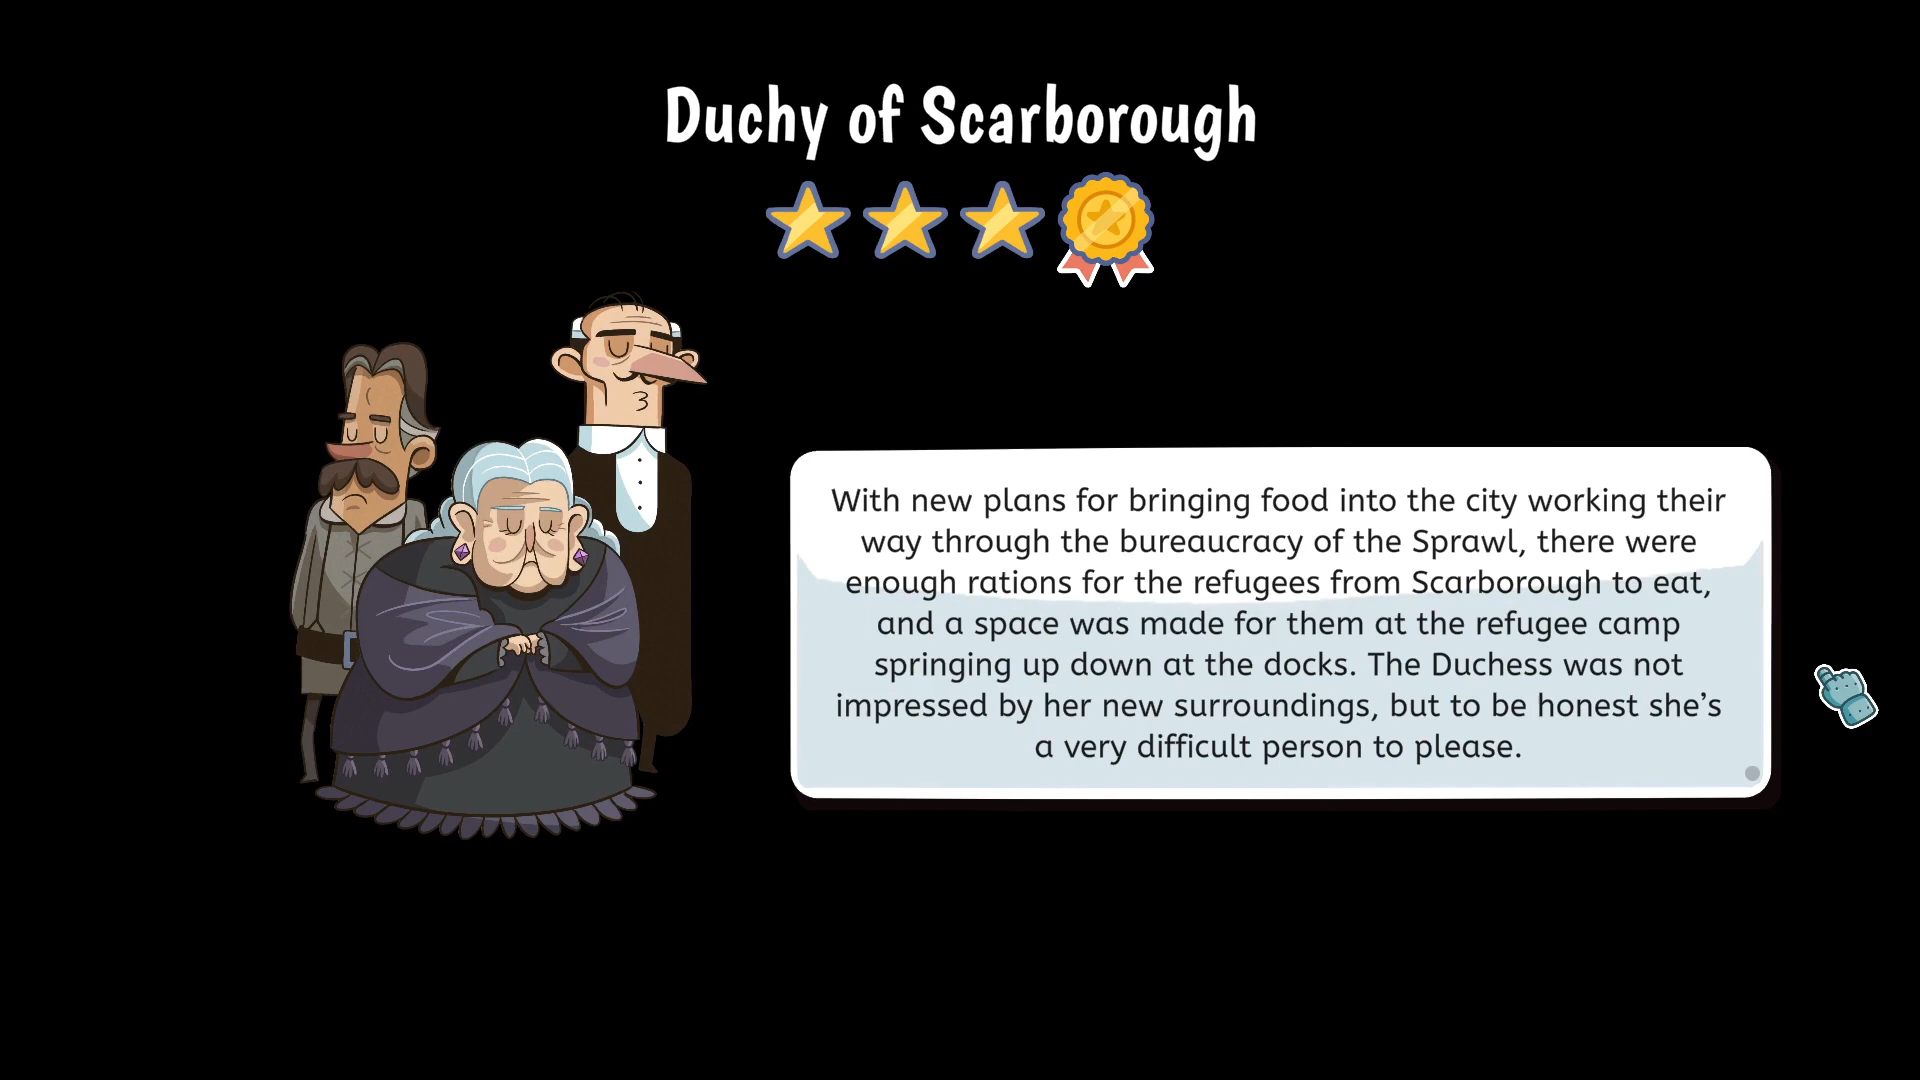 Duchy of Scarborough
With new plans for bringing food into the city working their
way through the bureaucracy of the Sprawl, there were
enough rations for the refugees from Scarborough to eat,
and a space was made for them at the refugee camp
springing up down at the docks. The Duchess was not
impressed by her new surroundings, but to be honest she’s
a very difficult person to please.